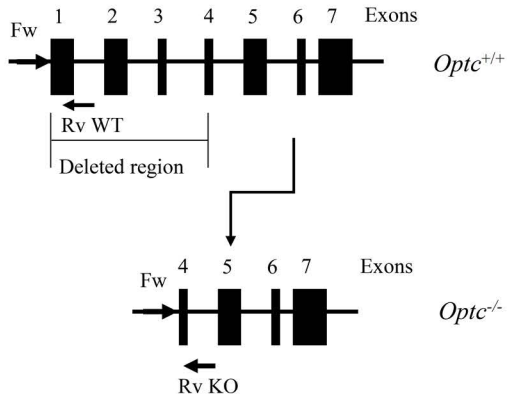 1 2 3 4 5 6 7 Exons
Fw
Optc+/+
Rv WT
Deleted region
4 5 6 7 Exons
Fw
Optc-/-
Rv KO